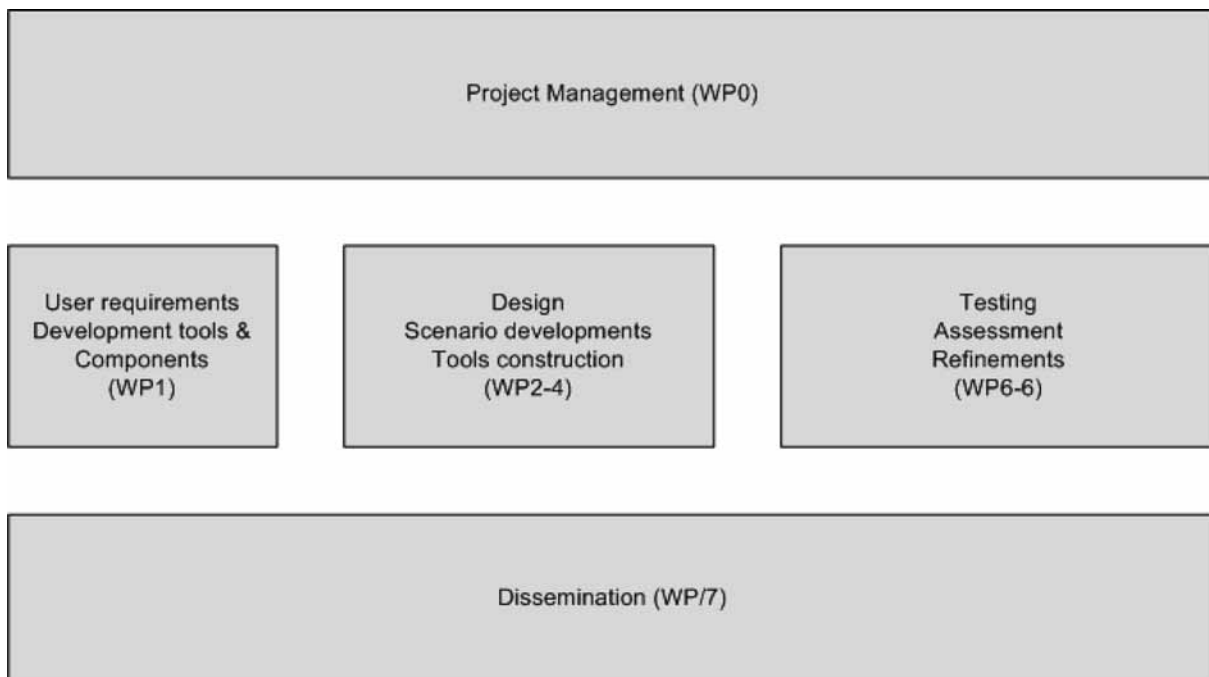 Project Management (WP0)
User requirements
Development tools &
Components
(WP1)
Design
Scenario developments
Tools construction
(WP2-4)
Testing
Assessment
Refinements
(WP6-6)
Dissemination (WP/7)